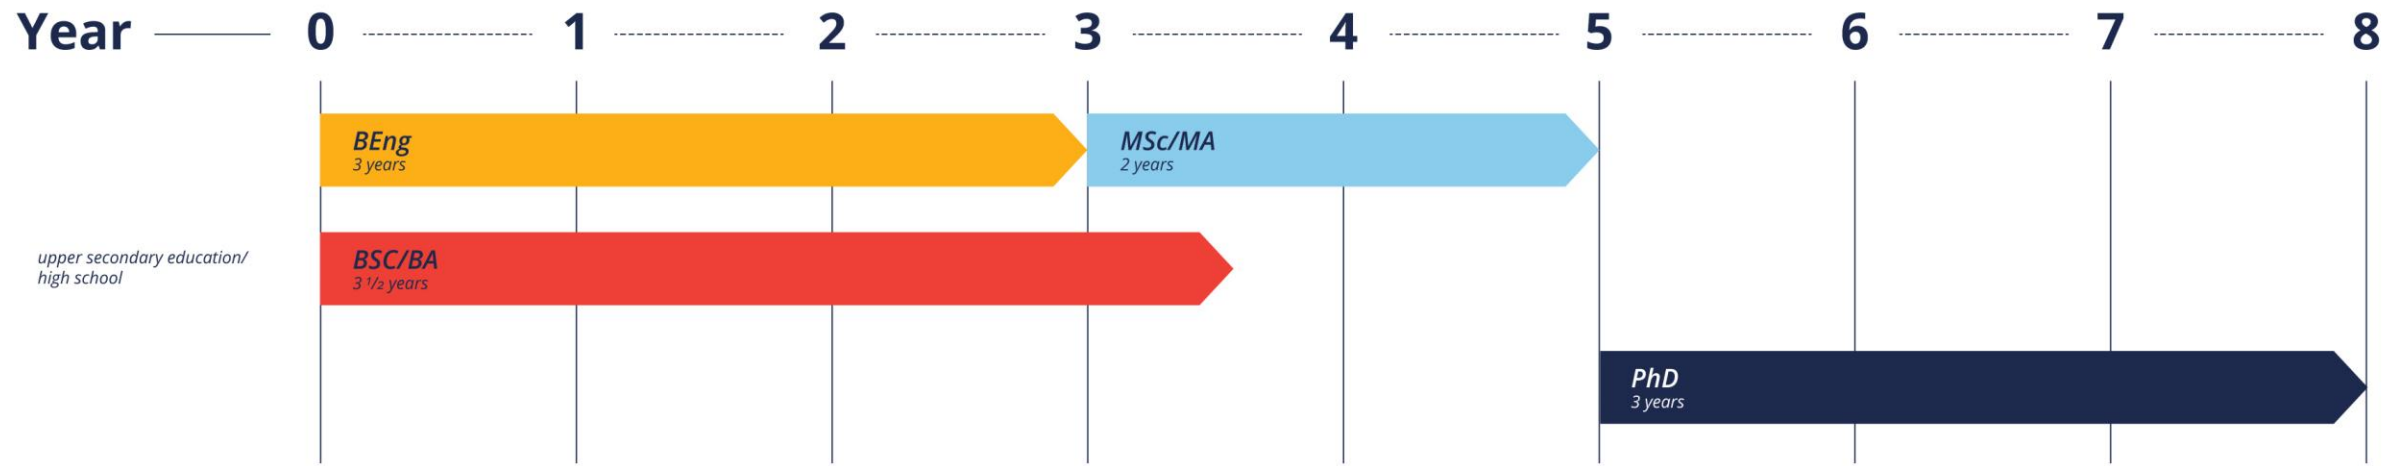 Year 0 1 2 3 4 5 6 7 8
BEng
3 years
MSc/MA
2 years
upper secondary education/
high school
BSC/BA
3 ½ years
PhD
3 years